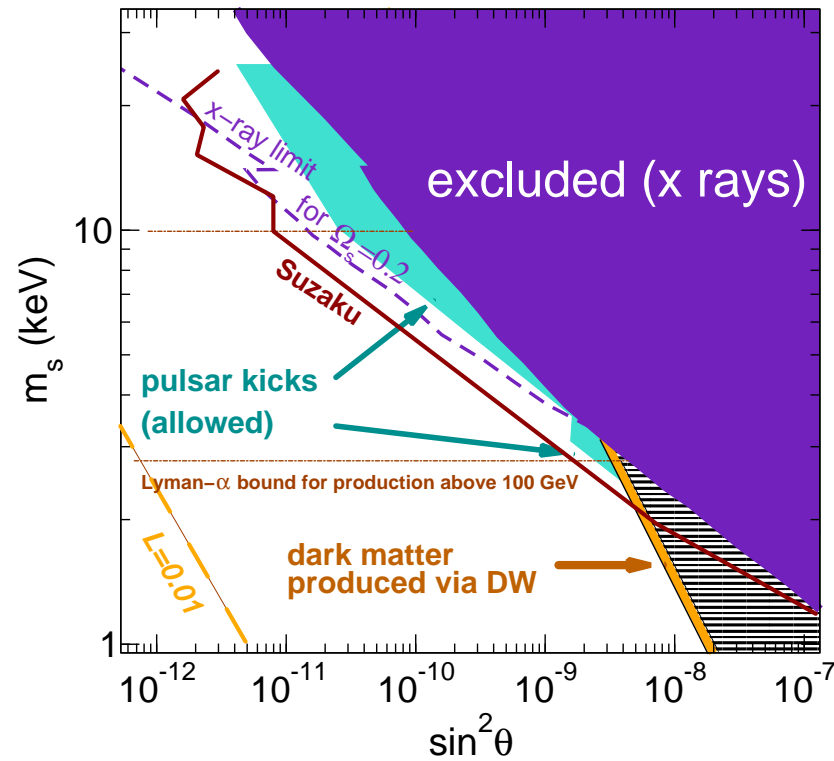 excluded (x rays)
x-ray limit
for Ωs=0.2
Suzaku
10
ms (keV)
pulsar kicks
(allowed)
Lyman-α bound for production above 100 GeV
L=0.01
dark matter
produced via DW
1
10⁻¹² 10⁻¹¹ 10⁻¹⁰ 10⁻⁹ 10⁻⁸ 10⁻⁷
sin²θ